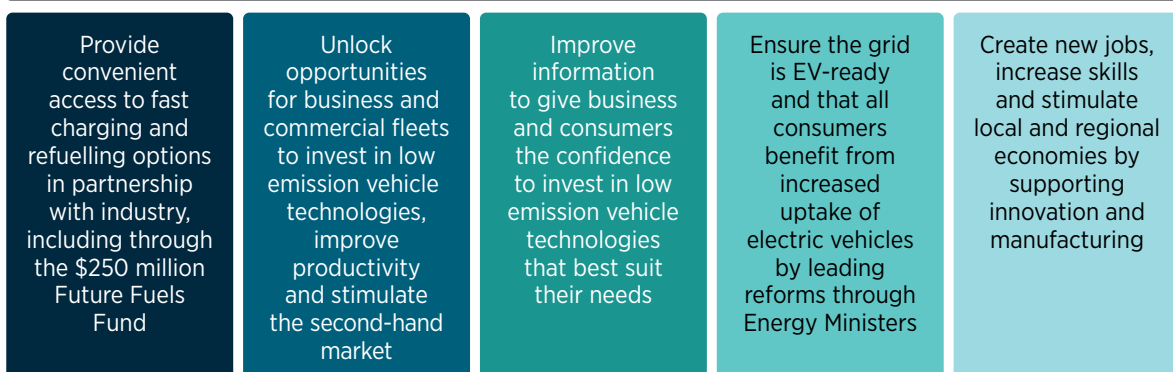 Provide
convenient
access to fast
charging and
refuelling options
in partnership
with industry,
including through
the $250 million
Future Fuels
Fund
Unlock
opportunities
for business and
commercial fleets
to invest in low
emission vehicle
technologies,
improve
productivity
and stimulate
the second-hand
market
Improve
information
to give business
and consumers
the confidence
to invest in low
emission vehicle
technologies
that best suit
their needs
Ensure the grid
is EV-ready
and that all
consumers
benefit from
increased
uptake of
electric vehicles
by leading
reforms through
Energy Ministers
Create new jobs,
increase skills
and stimulate
local and regional
economies by
supporting
innovation and
manufacturing